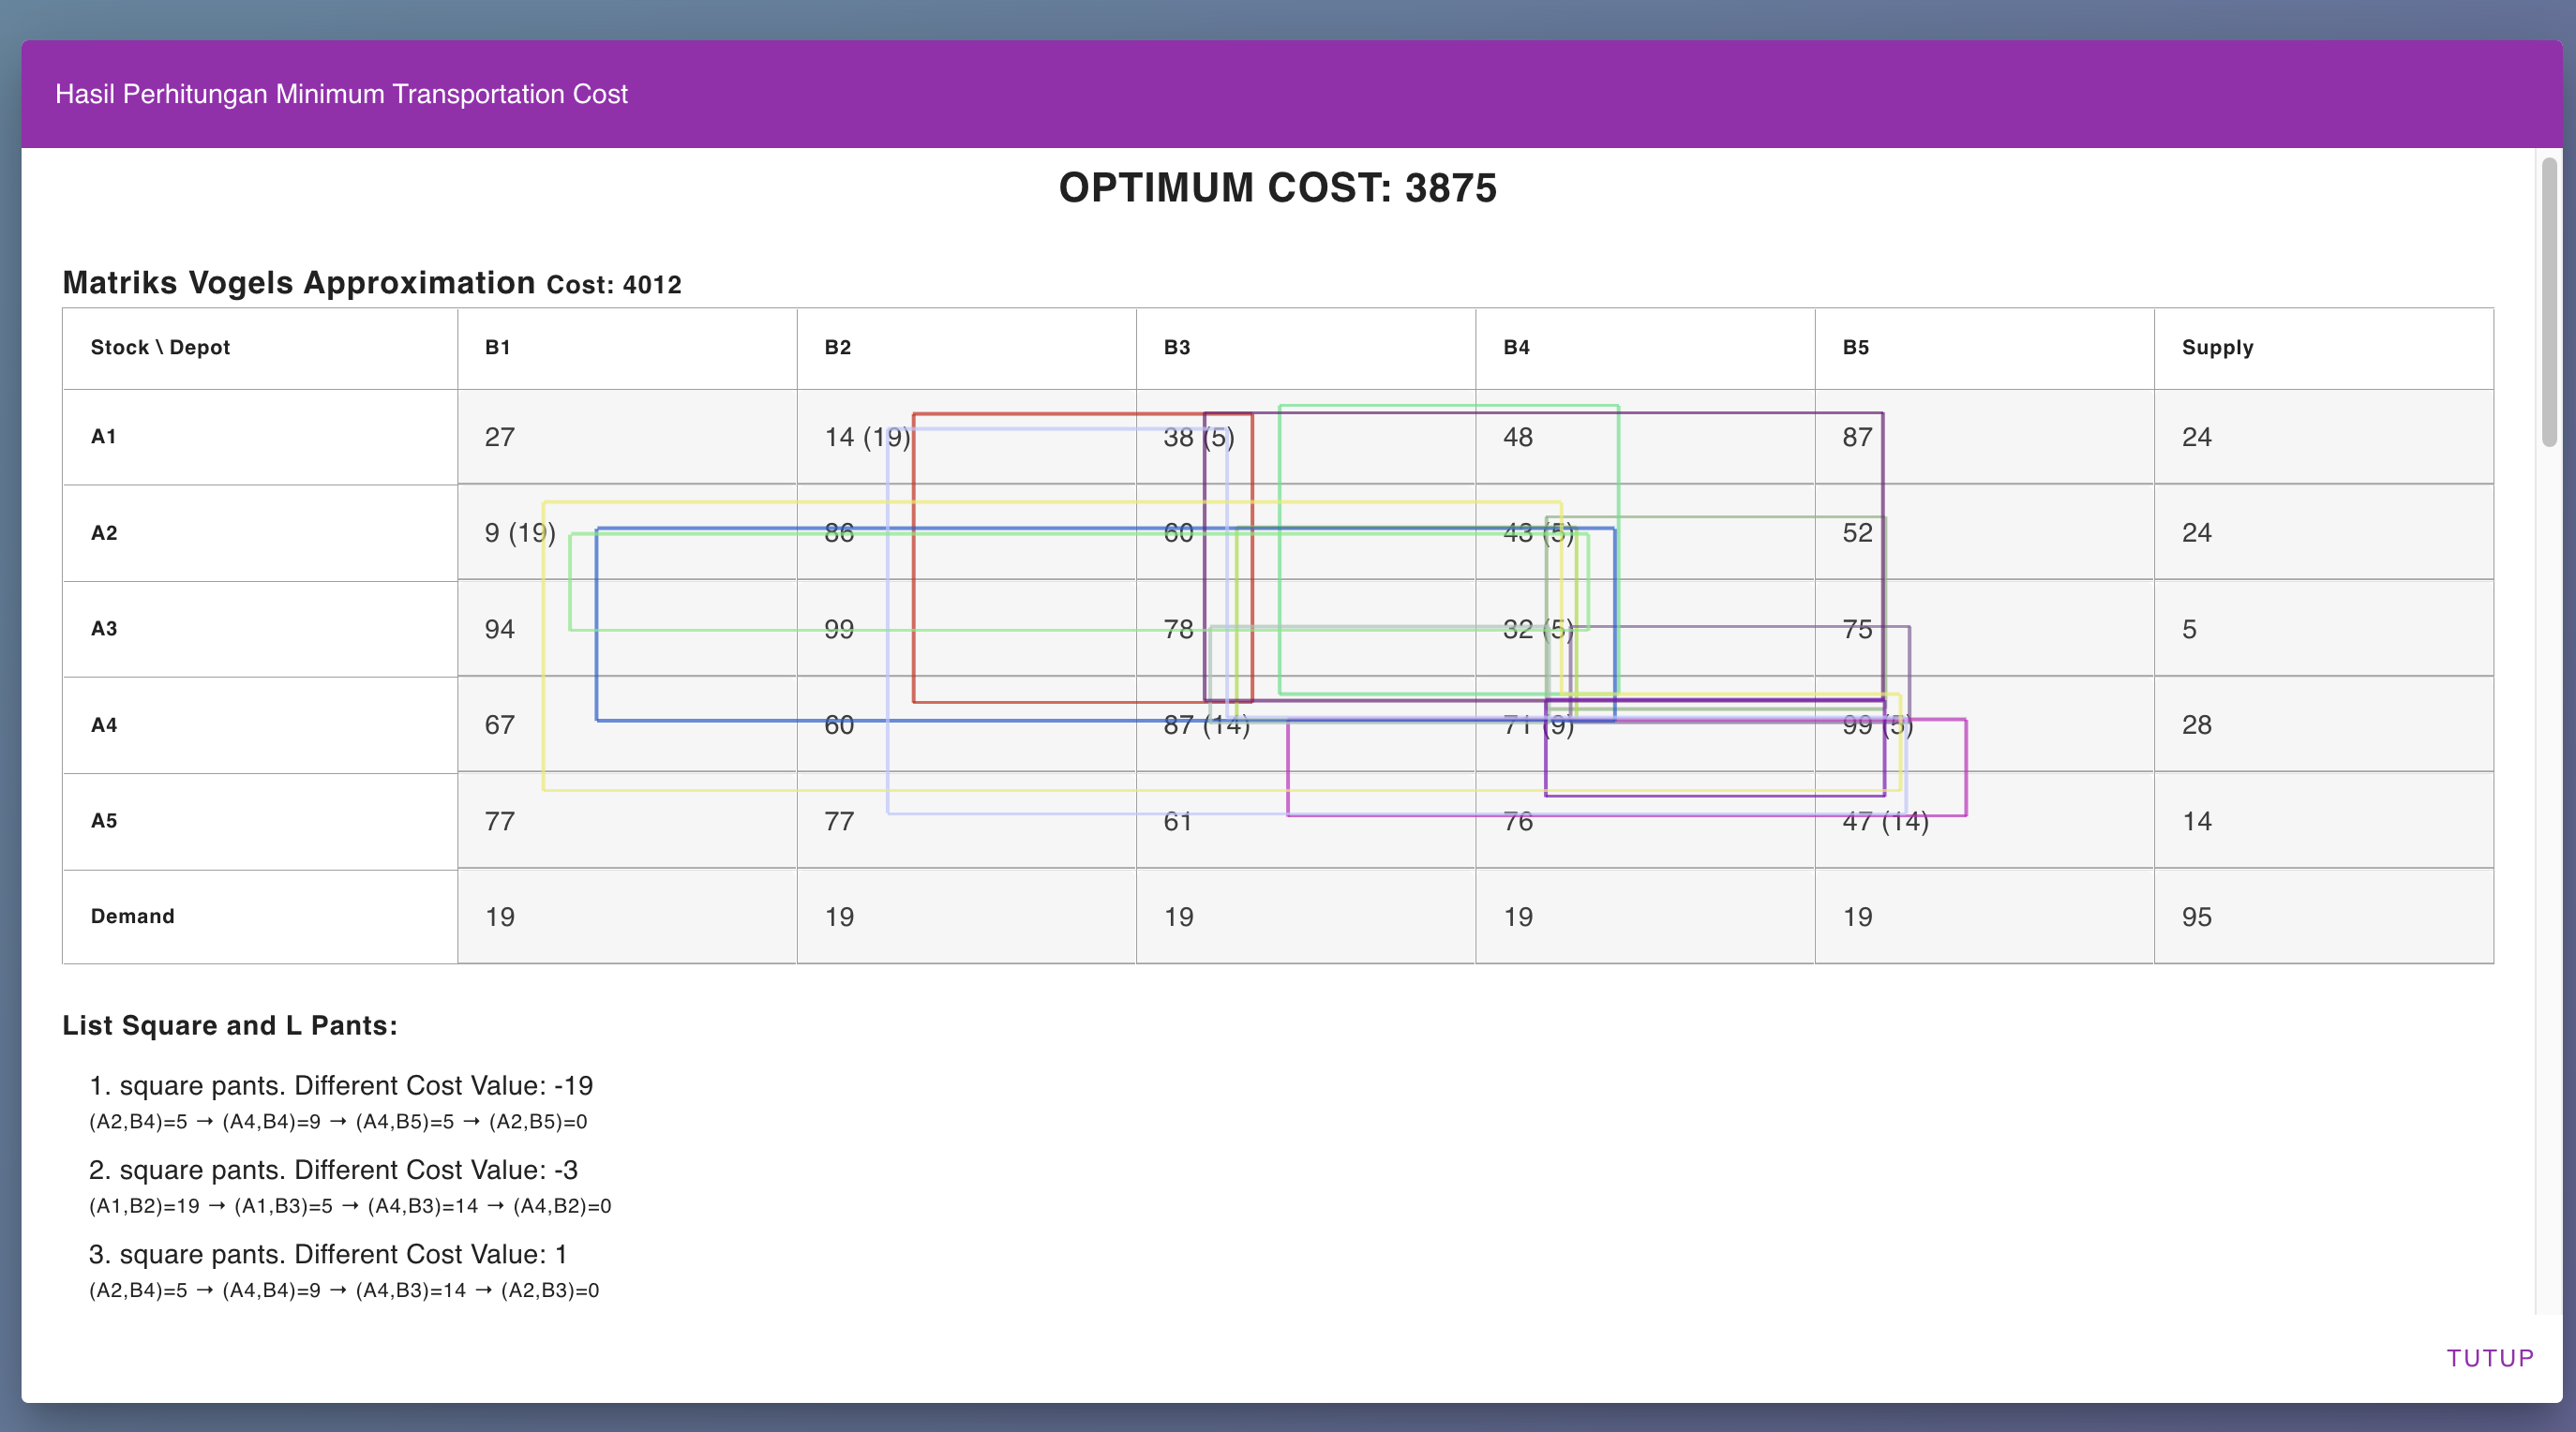 Hasil Perhitungan Minimum Transportation Cost
OPTIMUM COST: 3875
Matriks Vogels Approximation Cost: 4012
Stock \ Depot B1 B2 B3 B4 B5 Supply
A1 27 14 (19) 38 (5) 48 87 24
A2 9 (19) 86 60 43 (5) 52 24
A3 94 99 78 32 (5) 75 5
A4 67 60 87 (14) 71 (9) 99 (5) 28
A5 77 77 61 76 47 (14) 14
Demand 19 19 19 19 19 95
List Square and L Pants:
1. square pants. Different Cost Value: -19
(A2,B4)=5 → (A4,B4)=9 → (A4,B5)=5 → (A2,B5)=0
2. square pants. Different Cost Value: -3
(A1,B2)=19 → (A1,B3)=5 → (A4,B3)=14 → (A4,B2)=0
3. square pants. Different Cost Value: 1
(A2,B4)=5 → (A4,B4)=9 → (A4,B3)=14 → (A2,B3)=0
TUTUP